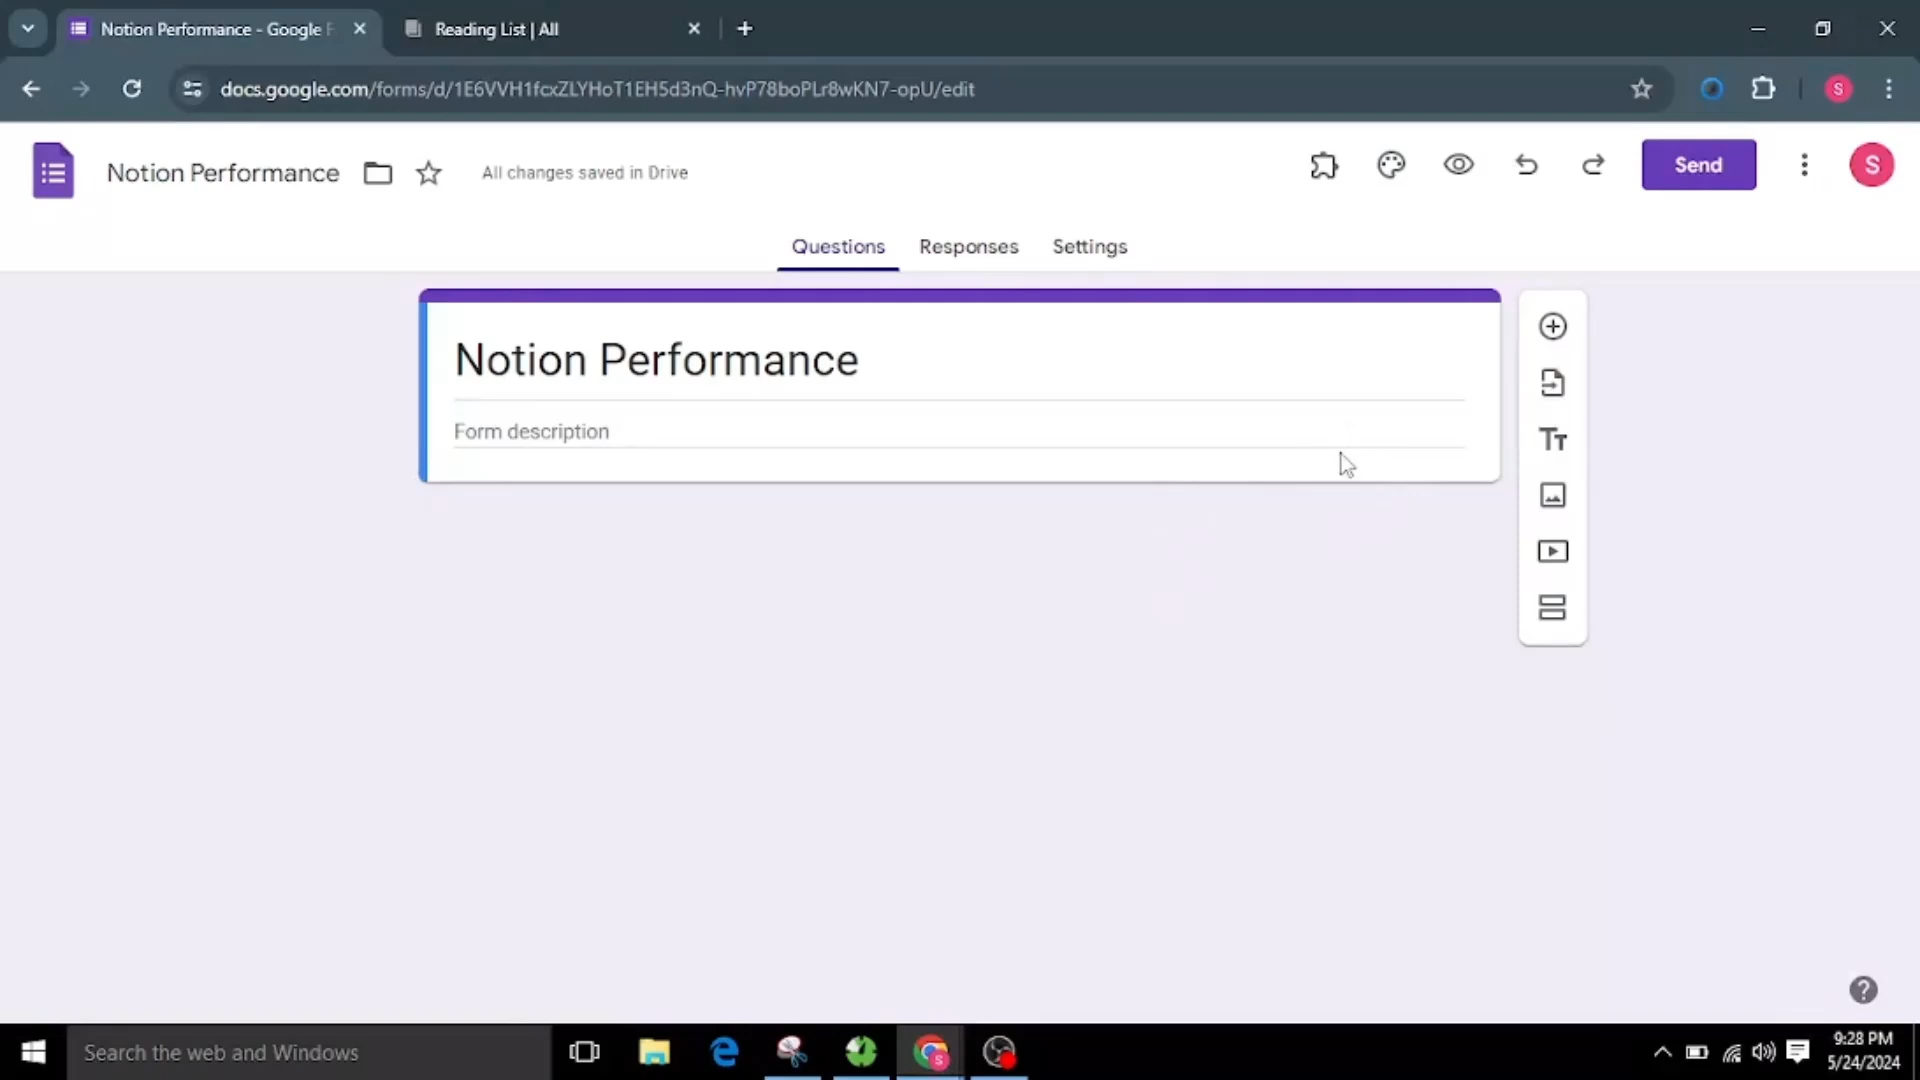 Notion Performance - Google F
Reading List | All
docs.google.com/forms/d/1E6VVH1fcxZLYHoT1EH5d3nQ-hvP78boPLr8wKN7-opU/edit
S
Notion Performance
All changes saved in Drive
Send
S
Questions
Responses
Settings
Notion Performance
Form description
Tт
?
Search the web and Windows
S
9:28 PM
5/24/2024